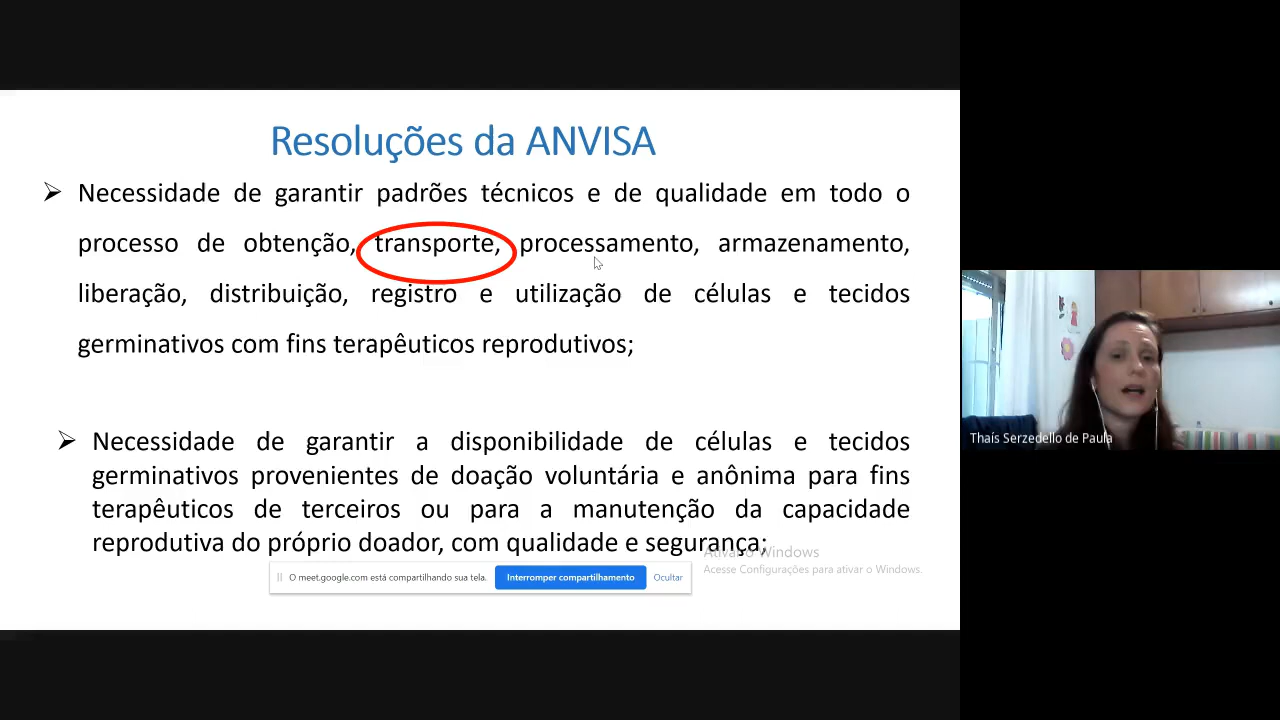 Resoluções da ANVISA
Necessidade de garantir padrões técnicos e de qualidade em todo o
processo de obtenção, transporte, processamento, armazenamento,
liberação, distribuição, registro e utilização de células e tecidos
germinativos com fins terapêuticos reprodutivos;
Necessidade de garantir a disponibilidade de células e tecidos
germinativos provenientes de doação voluntária e anônima para fins
terapêuticos de terceiros ou para a manutenção da capacidade
reprodutiva do próprio doador, com qualidade e segurança;
Ativar o Windows
Acesse Configurações para ativar o Windows.
O meet.google.com está compartilhando sua tela. Interromper compartilhamento Ocultar
Thaís Serzedello de Paula